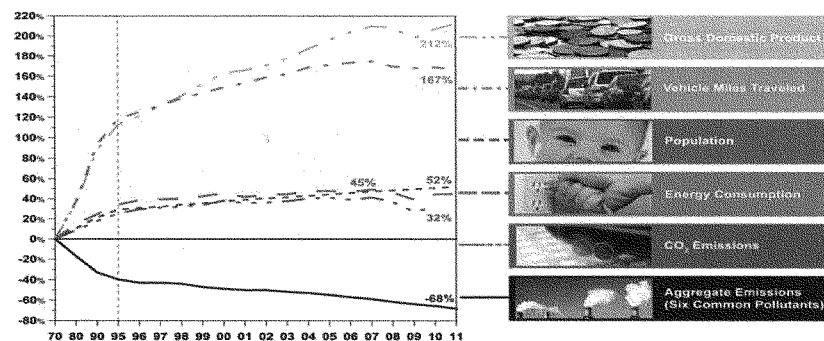 220%
200%
180%
160%
140%
120%
100%
80%
60%
40%
20%
0%
-20%
-40%
-60%
-80%
212%
167%
45%
52%
32%
-68%
70 80 90 95 96 97 98 99 00 01 02 03 04 05 06 07 08 09 10 11
Gross Domestic Product
Vehicle Miles Traveled
Population
Energy Consumption
CO₂ Emissions
Aggregate Emissions
(Six Common Pollutants)